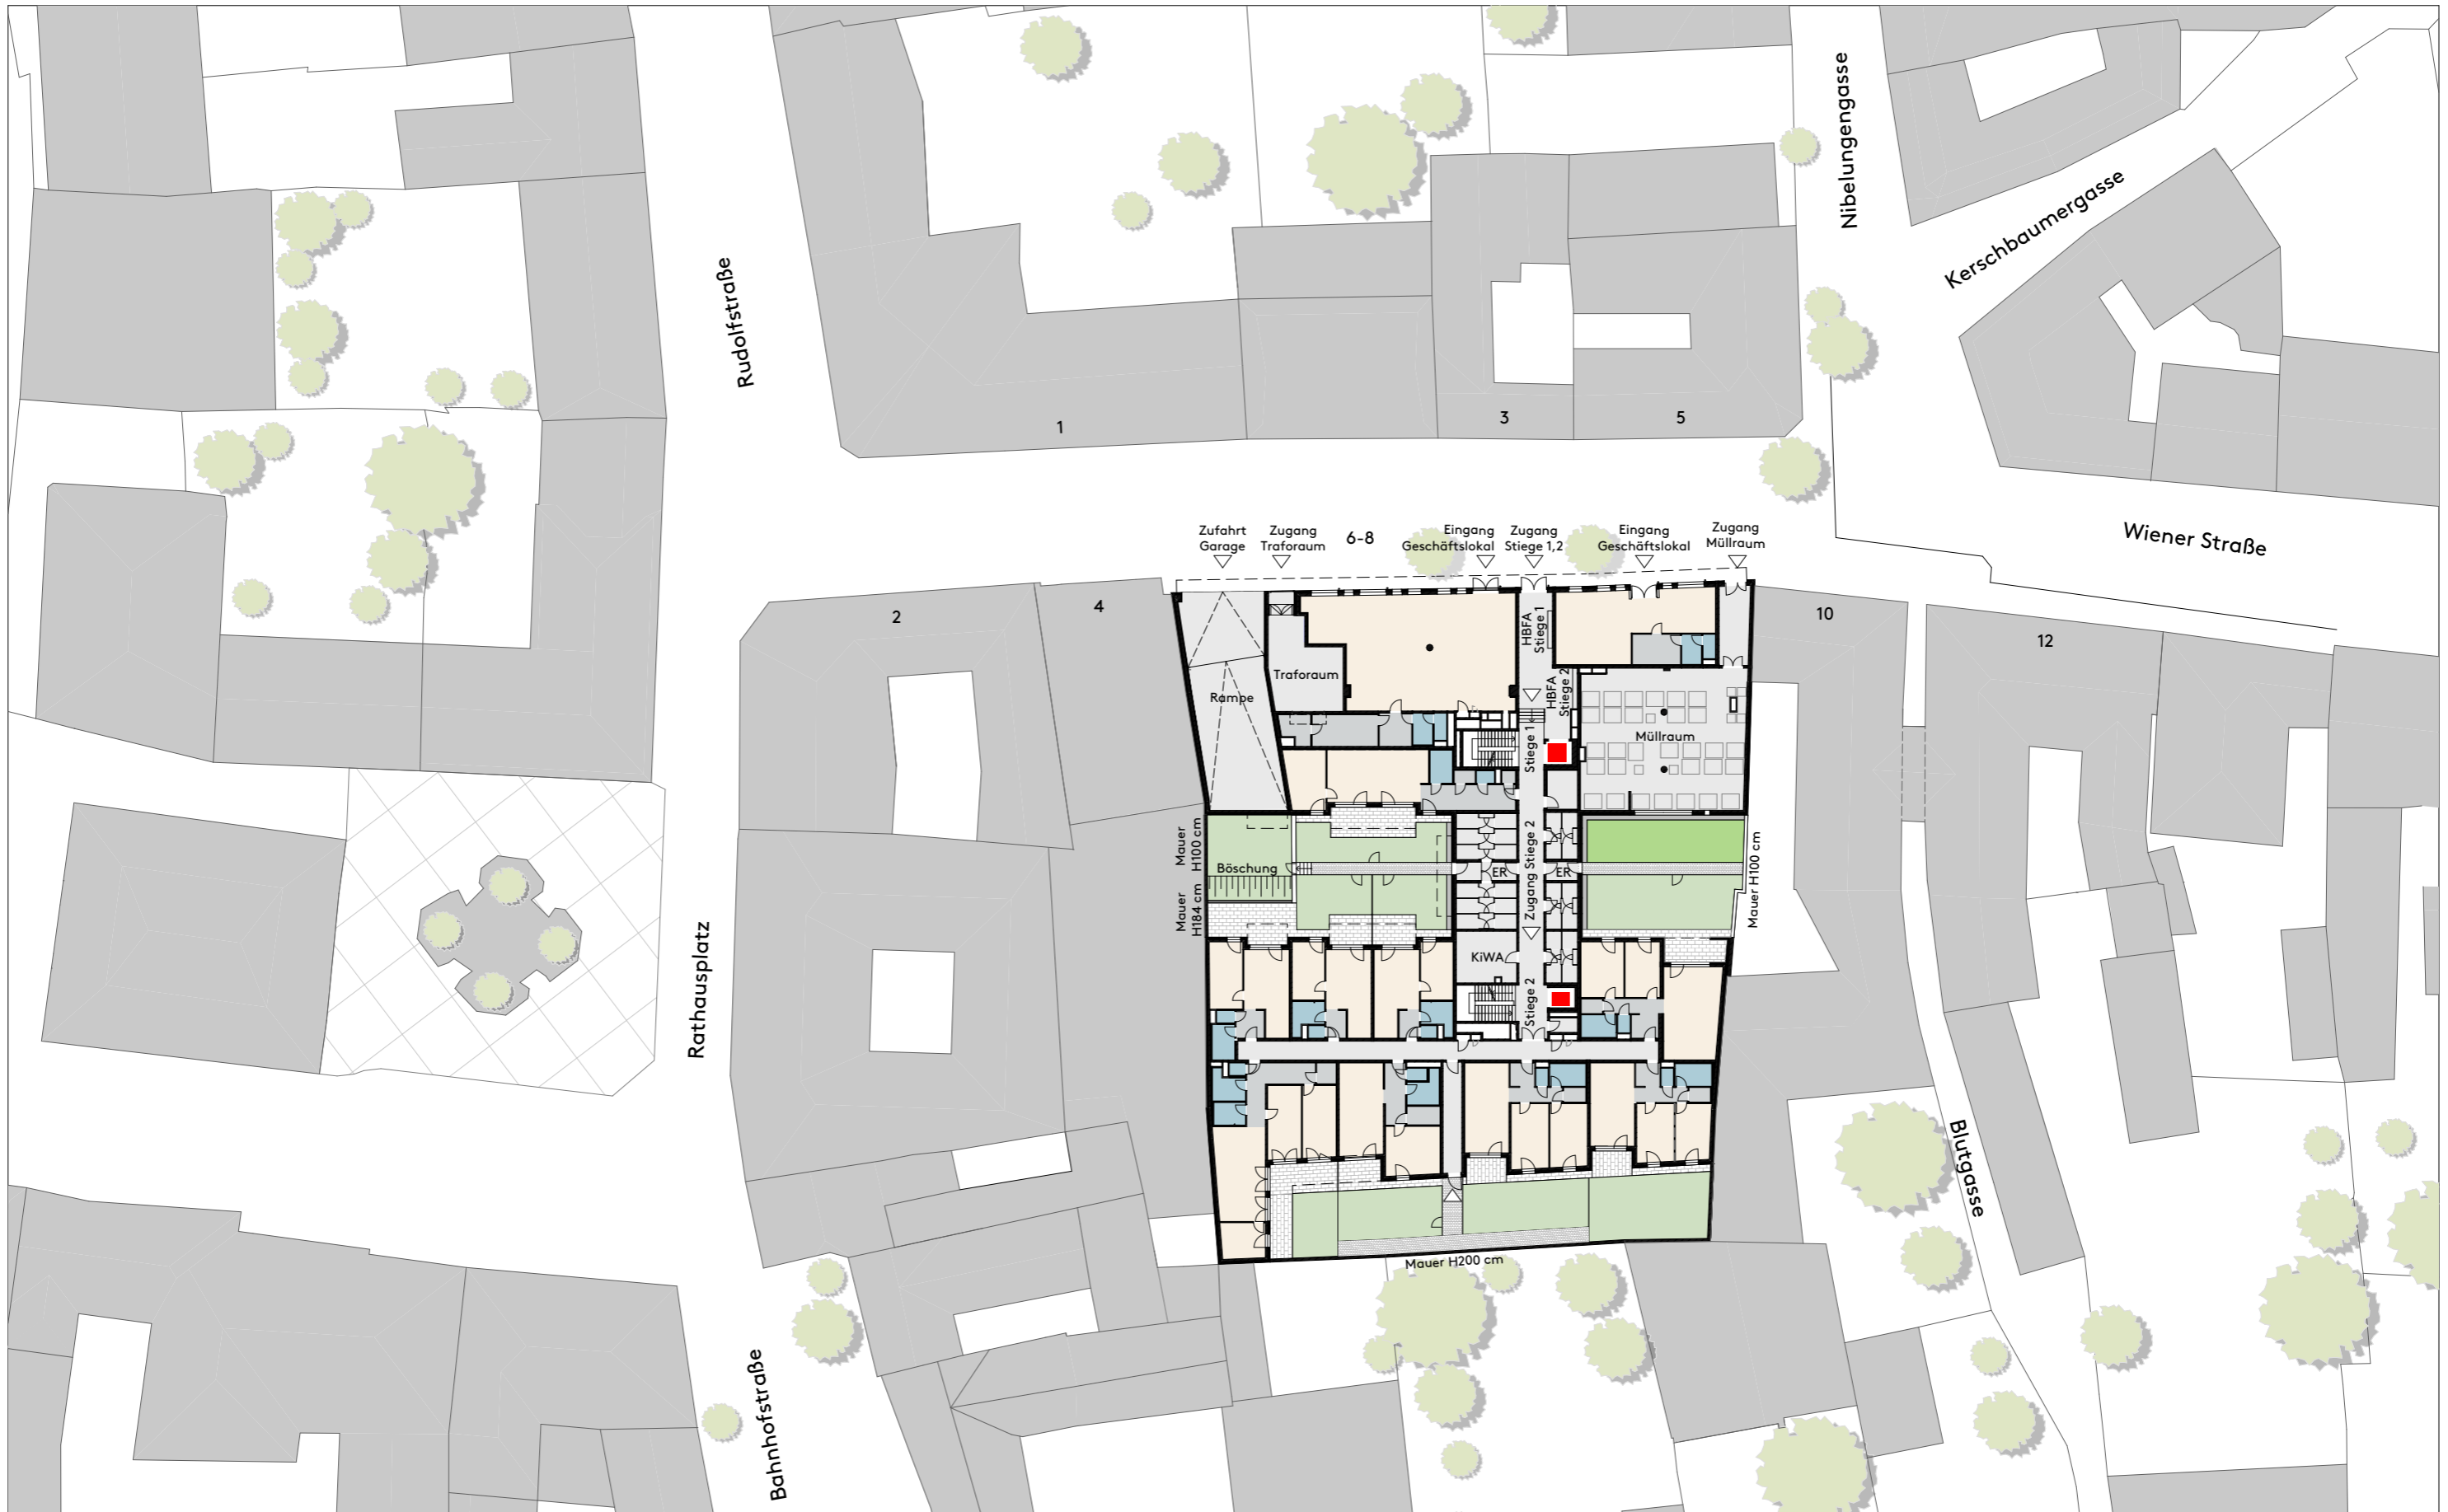 Nibelungengasse
Kerschbaumergasse
Rudolfstraße
1
3
5
Wiener Straße
Zufahrt
Garage
Zugang
Traforaum
6-8
Eingang
Geschäftslokal
Zugang
Stiege 1,2
Eingang
Geschäftslokal
Zugang
Müllraum
2
4
10
12
HBFA
Stiege 1
HBFA
Stiege 2
Traforaum
Rampe
Stiege 1
Müllraum
Mauer
H100 cm
Böschung
Mauer
H184 cm
Zugang Stiege 2
ER
ER
Mauer H100 cm
KiWA
Stiege 2
Rathausplatz
Blutgasse
Mauer H200 cm
Bahnhofstraße